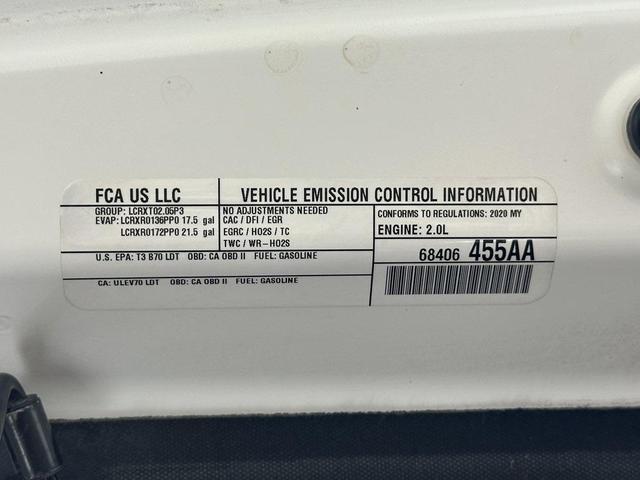 FCA US LLC
VEHICLE EMISSION CONTROL INFORMATION
GROUP: LCRXT02.05P3
EVAP: LCRXR0136PP0 17.5 gal
LCRXR0172PP0 21.5 gal
NO ADJUSTMENTS NEEDED
CAC / DFI / EGR
EGRC / HO2S / TC
TWC / WR-HO2S
CONFORMS TO REGULATIONS: 2020 MY
ENGINE: 2.0L
U.S. EPA: T3 B70 LDT OBD: CA OBD II FUEL: GASOLINE
68406 455AA
CA: ULEV70 LDT OBD: CA OBD II FUEL: GASOLINE